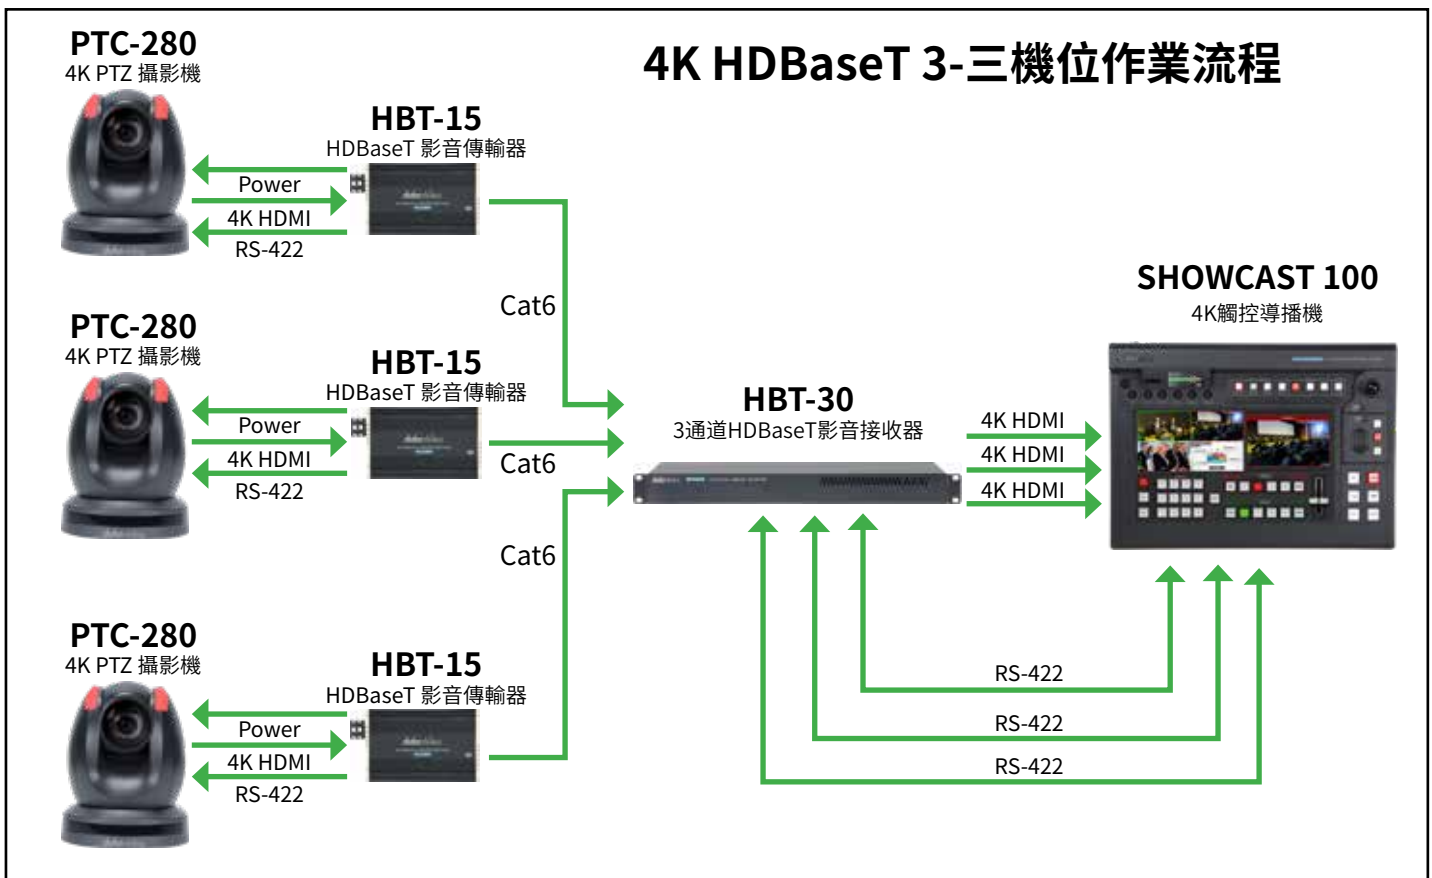 4K HDBaseT 3-三機位作業流程
PTC-280
4K PTZ 攝影機
HBT-15
HDBaseT 影音傳輸器
Power
4K HDMI
RS-422
Cat6
PTC-280
4K PTZ 攝影機
HBT-15
HDBaseT 影音傳輸器
Power
4K HDMI
RS-422
Cat6
PTC-280
4K PTZ 攝影機
HBT-15
HDBaseT 影音傳輸器
Power
4K HDMI
RS-422
Cat6
HBT-30
3通道HDBaseT影音接收器
4K HDMI
4K HDMI
4K HDMI
SHOWCAST 100
4K觸控導播機
RS-422
RS-422
RS-422